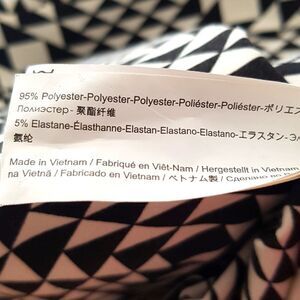 95% Polyester-Polyester-Polyester-Poliéster-Poliéster-ポリエス
Полиэстер- 聚酯纤维
5% Elastane-Élasthanne-Elastan-Elastano-Elastano-エラスタン-Эл
氨纶
Made in Vietnam / Fabriqué en Việt-Nam / Hergestellt in Vietnam
na Vietnã / Fabricado en Vietnam / ベトナム製 / Сделано во